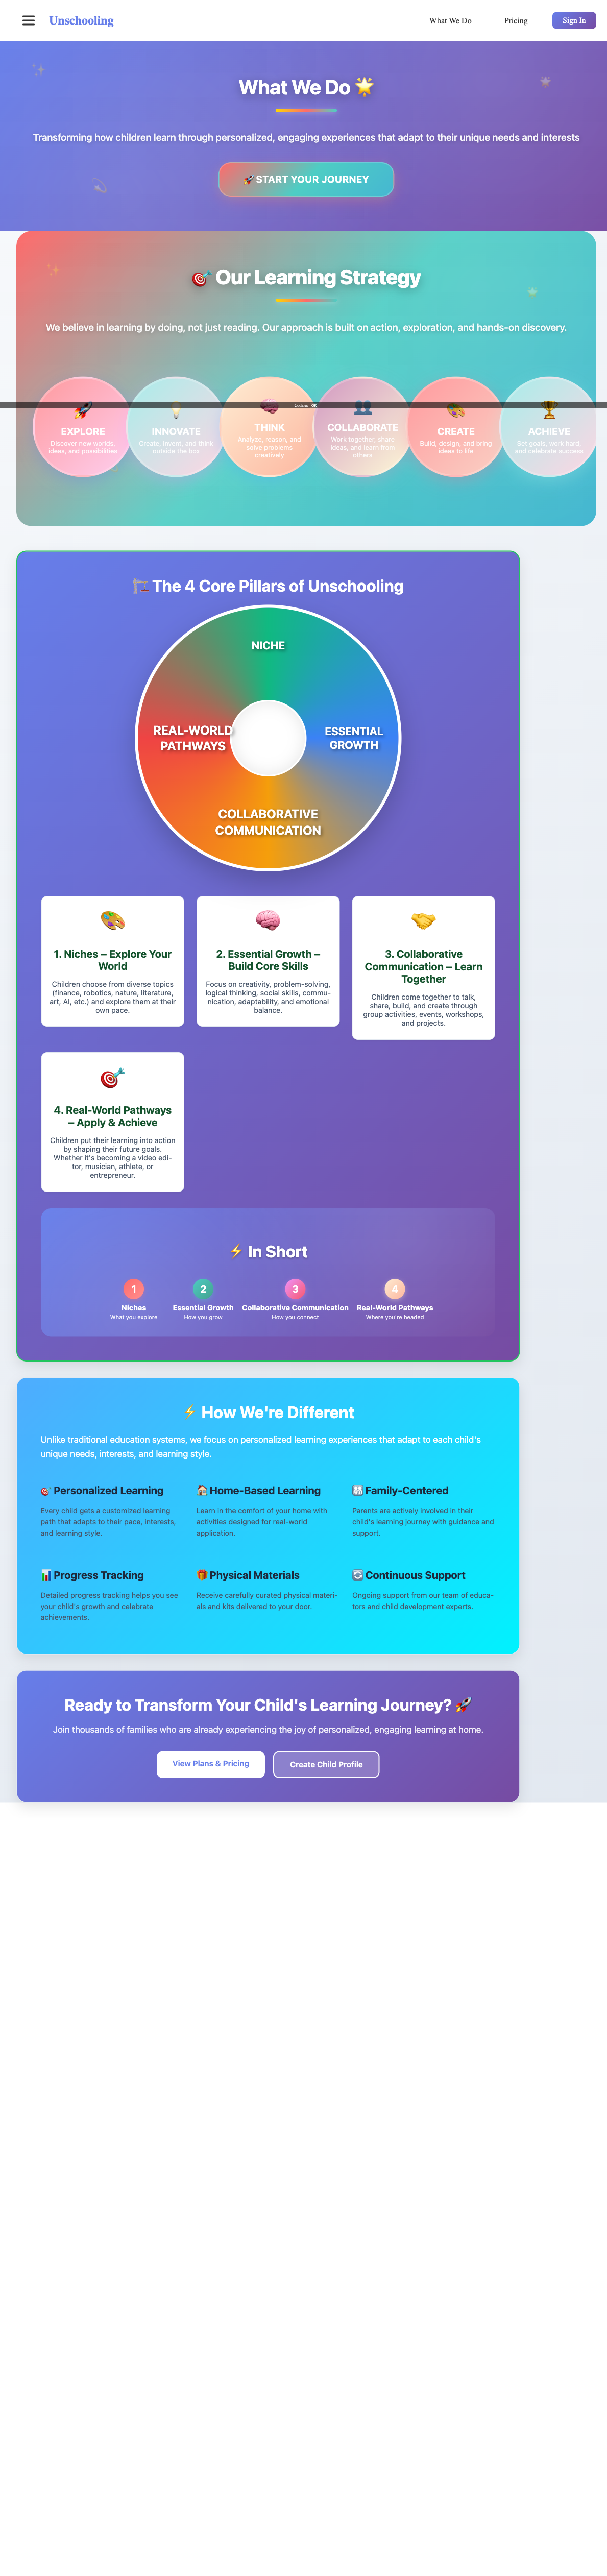 Unschooling
What We Do
Pricing
Sign In
What We Do 🌟
Transforming how children learn through personalized, engaging experiences that adapt to their unique needs and interests
🚀 START YOUR JOURNEY
🎯 Our Learning Strategy
We believe in learning by doing, not just reading. Our approach is built on action, exploration, and hands-on discovery.
Cookies OK
EXPLORE
Discover new worlds,
ideas, and possibilities
INNOVATE
Create, invent, and think
outside the box
THINK
Analyze, reason, and
solve problems
creatively
COLLABORATE
Work together, share
ideas, and learn from
others
CREATE
Build, design, and bring
ideas to life
ACHIEVE
Set goals, work hard,
and celebrate success
🏗️ The 4 Core Pillars of Unschooling
NICHE
REAL-WORLD
PATHWAYS
ESSENTIAL
GROWTH
COLLABORATIVE
COMMUNICATION
1. Niches – Explore Your
World
Children choose from diverse topics
(finance, robotics, nature, literature,
art, AI, etc.) and explore them at their
own pace.
2. Essential Growth –
Build Core Skills
Focus on creativity, problem-solving,
logical thinking, social skills, commu-
nication, adaptability, and emotional
balance.
3. Collaborative
Communication – Learn
Together
Children come together to talk,
share, build, and create through
group activities, events, workshops,
and projects.
4. Real-World Pathways
– Apply & Achieve
Children put their learning into action
by shaping their future goals.
Whether it's becoming a video edi-
tor, musician, athlete, or
entrepreneur.
⚡ In Short
1
Niches
What you explore
2
Essential Growth
How you grow
3
Collaborative Communication
How you connect
4
Real-World Pathways
Where you're headed
⚡ How We're Different
Unlike traditional education systems, we focus on personalized learning experiences that adapt to each child's
unique needs, interests, and learning style.
🎯 Personalized Learning
Every child gets a customized learning
path that adapts to their pace, interests,
and learning style.
🏠 Home-Based Learning
Learn in the comfort of your home with
activities designed for real-world
application.
👨‍👩‍👧‍👦 Family-Centered
Parents are actively involved in their
child's learning journey with guidance and
support.
📊 Progress Tracking
Detailed progress tracking helps you see
your child's growth and celebrate
achievements.
🎁 Physical Materials
Receive carefully curated physical materi-
als and kits delivered to your door.
🔄 Continuous Support
Ongoing support from our team of educa-
tors and child development experts.
Ready to Transform Your Child's Learning Journey? 🚀
Join thousands of families who are already experiencing the joy of personalized, engaging learning at home.
View Plans & Pricing
Create Child Profile